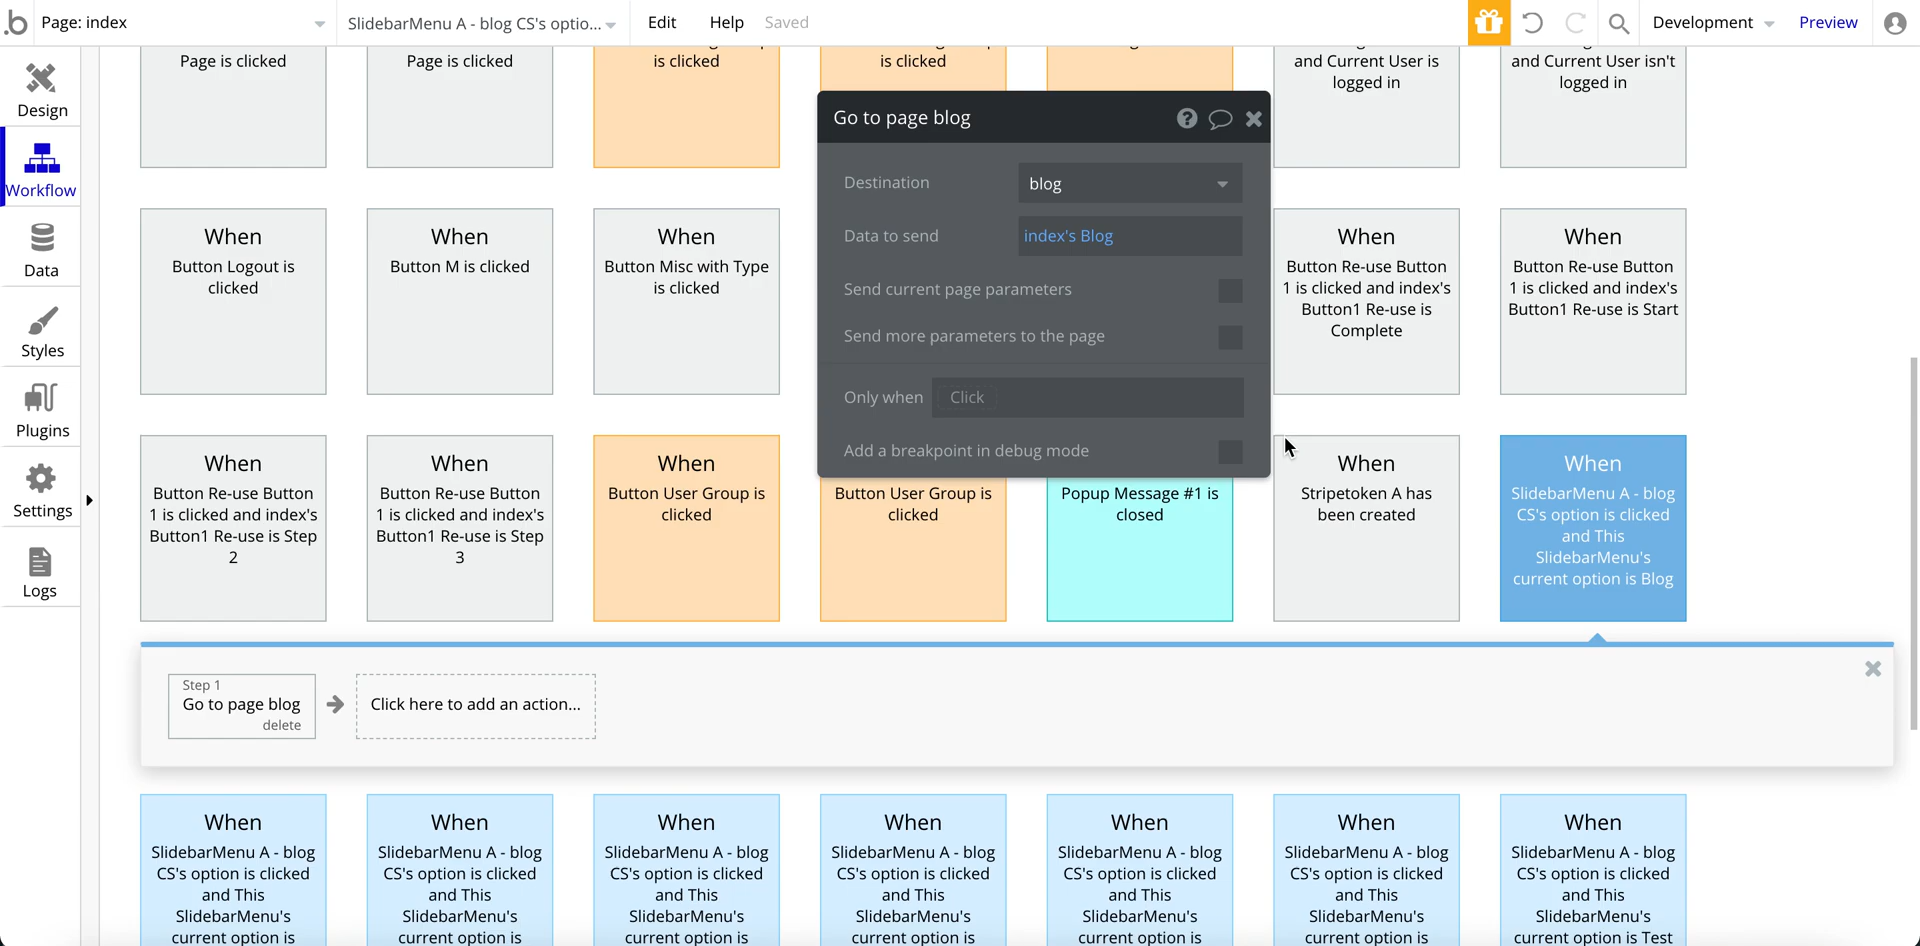 b Page: index SlidebarMenu A - blog CS's optio... Edit Help Saved Development Preview
Design
Workflow
Data
Styles
Plugins
Settings
Logs
Page is clicked
Page is clicked
is clicked
is clicked
and Current User is
logged in
and Current User isn't
logged in
Go to page blog
Destination blog
Data to send index's Blog
Send current page parameters
Send more parameters to the page
Only when Click
Add a breakpoint in debug mode
When
Button Logout is
clicked
When
Button M is clicked
When
Button Misc with Type
is clicked
When
Button Re-use Button
1 is clicked and index's
Button1 Re-use is
Complete
When
Button Re-use Button
1 is clicked and index's
Button1 Re-use is Start
When
Button Re-use Button
1 is clicked and index's
Button1 Re-use is Step
2
When
Button Re-use Button
1 is clicked and index's
Button1 Re-use is Step
3
When
Button User Group is
clicked
Button User Group is
clicked
Popup Message #1 is
closed
When
Stripetoken A has
been created
When
SlidebarMenu A - blog
CS's option is clicked
and This
SlidebarMenu's
current option is Blog
Step 1
Go to page blog
delete
Click here to add an action...
When
SlidebarMenu A - blog
CS's option is clicked
and This
SlidebarMenu's
current option is
When
SlidebarMenu A - blog
CS's option is clicked
and This
SlidebarMenu's
current option is
When
SlidebarMenu A - blog
CS's option is clicked
and This
SlidebarMenu's
current option is
When
SlidebarMenu A - blog
CS's option is clicked
and This
SlidebarMenu's
current option is
When
SlidebarMenu A - blog
CS's option is clicked
and This
SlidebarMenu's
current option is
When
SlidebarMenu A - blog
CS's option is clicked
and This
SlidebarMenu's
current option is
When
SlidebarMenu A - blog
CS's option is clicked
and This
SlidebarMenu's
current option is Test